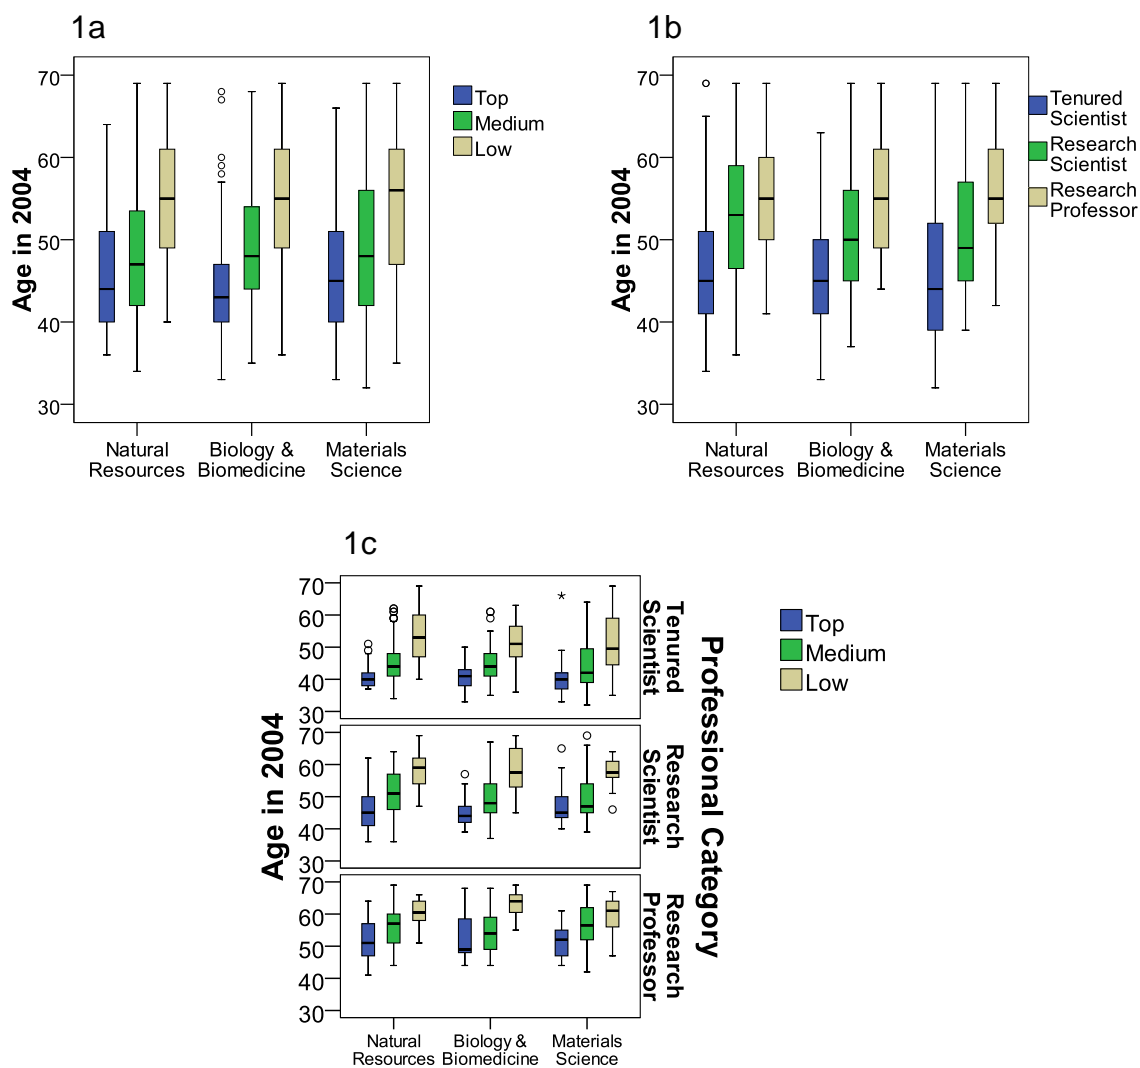 1a
70
60
50
40
30
Age in 2004
Natural
Resources
Biology &
Biomedicine
Materials
Science
Top
Medium
Low
1b
70
60
50
40
30
Age in 2004
Natural
Resources
Biology &
Biomedicine
Materials
Science
Tenured
Scientist
Research
Scientist
Research
Professor
1c
Age in 2004
70
60
50
40
30
Tenured
Scientist
70
60
50
40
30
Research
Scientist
70
60
50
40
30
Research
Professor
Professional Category
Natural
Resources
Biology &
Biomedicine
Materials
Science
Top
Medium
Low